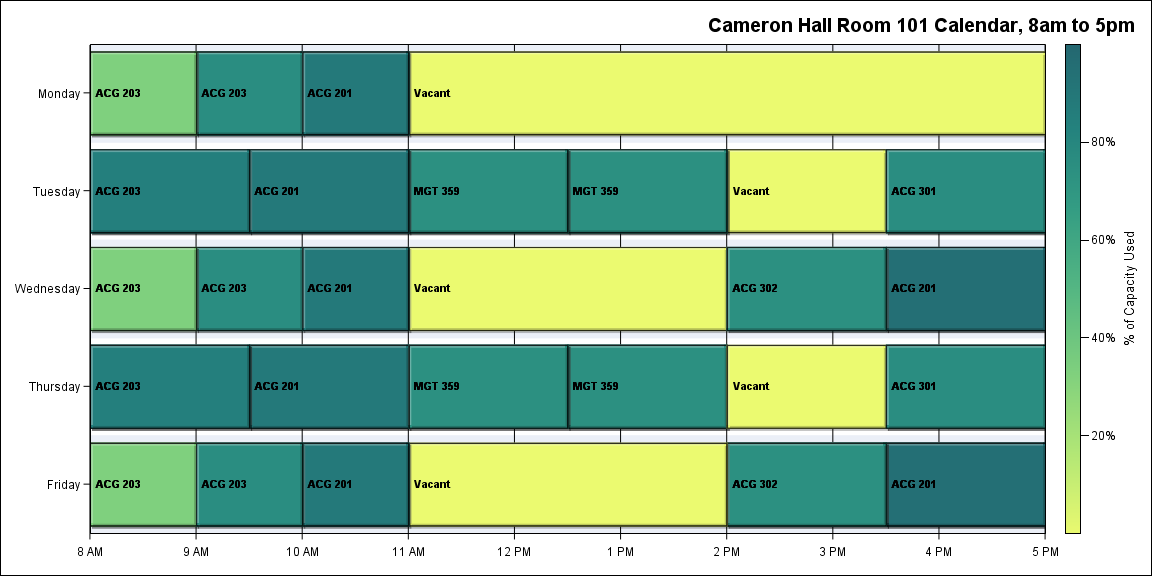 Cameron Hall Room 101 Calendar, 8am to 5pm
Monday
ACG 203
ACG 203
ACG 201
Vacant
Tuesday
ACG 203
ACG 201
MGT 359
MGT 359
Vacant
ACG 301
Wednesday
ACG 203
ACG 203
ACG 201
Vacant
ACG 302
ACG 201
Thursday
ACG 203
ACG 201
MGT 359
MGT 359
Vacant
ACG 301
Friday
ACG 203
ACG 203
ACG 201
Vacant
ACG 302
ACG 201
8 AM
9 AM
10 AM
11 AM
12 PM
1 PM
2 PM
3 PM
4 PM
5 PM
80%
60%
40%
20%
% of Capacity Used